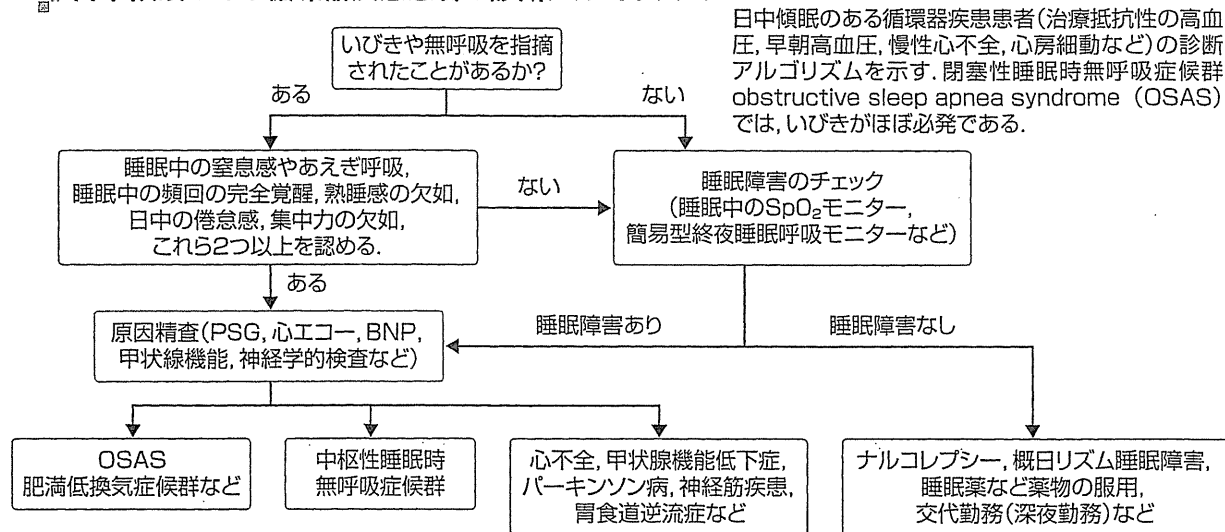 日中傾眠のある循環器疾患患者(治療抵抗性の高血
圧,早朝高血圧,慢性心不全,心房細動など)の診断
アルゴリズムを示す.閉塞性睡眠時無呼吸症候群
obstructive sleep apnea syndrome (OSAS)
では,いびきがほぼ必発である.
いびきや無呼吸を指摘
されたことがあるか?
ある
ない
睡眠中の窒息感やあえぎ呼吸,
睡眠中の頻回の完全覚醒,熟睡感の欠如,
日中の倦怠感,集中力の欠如,
これら2つ以上を認める.
ない
睡眠障害のチェック
(睡眠中のSpO₂モニター,
簡易型終夜睡眠呼吸モニターなど)
ある
原因精査(PSG,心エコー,BNP,
甲状線機能,神経学的検査など)
睡眠障害あり
睡眠障害なし
OSAS
肥満低換気症候群など
中枢性睡眠時
無呼吸症候群
心不全,甲状腺機能低下症,
パーキンソン病,神経筋疾患,
胃食道逆流症など
ナルコレプシー,概日リズム睡眠障害,
睡眠薬など薬物の服用,
交代勤務(深夜勤務)など